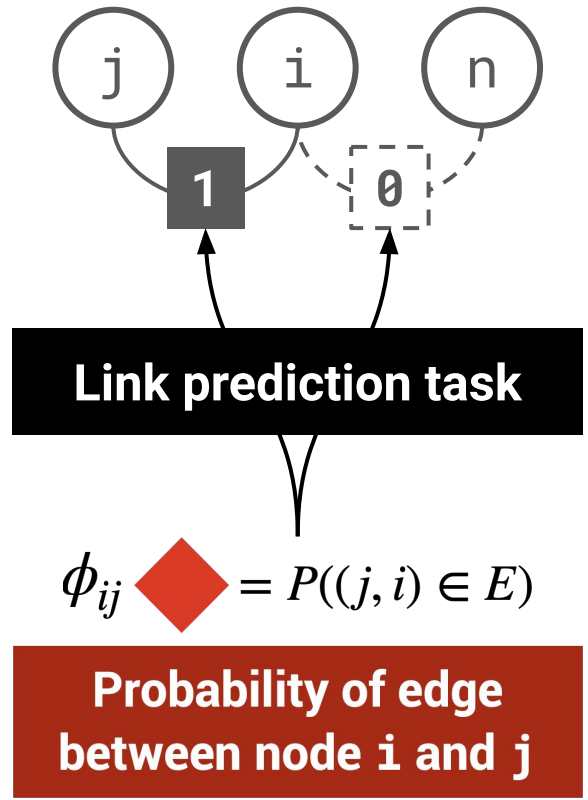 j i n
1 0
Link prediction task
ϕij = P((j, i) ∈ E)
Probability of edge
between node i and j